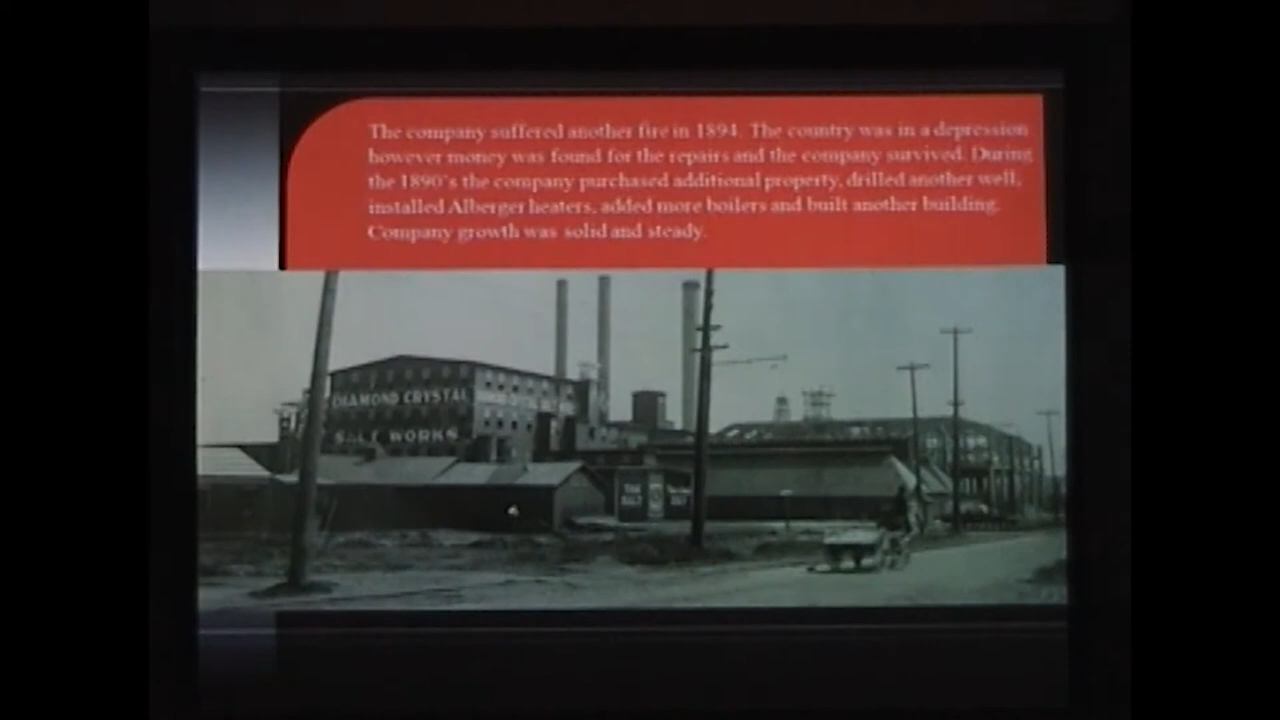 The company suffered another fire in 1894. The country was in a depression
however money was found for the repairs and the company survived. During
the 1890's the company purchased additional property, drilled another well,
installed Alberger heaters, added more boilers and built another building.
Company growth was solid and steady.
DIAMOND CRYSTAL
SALT WORKS
THE
SALT